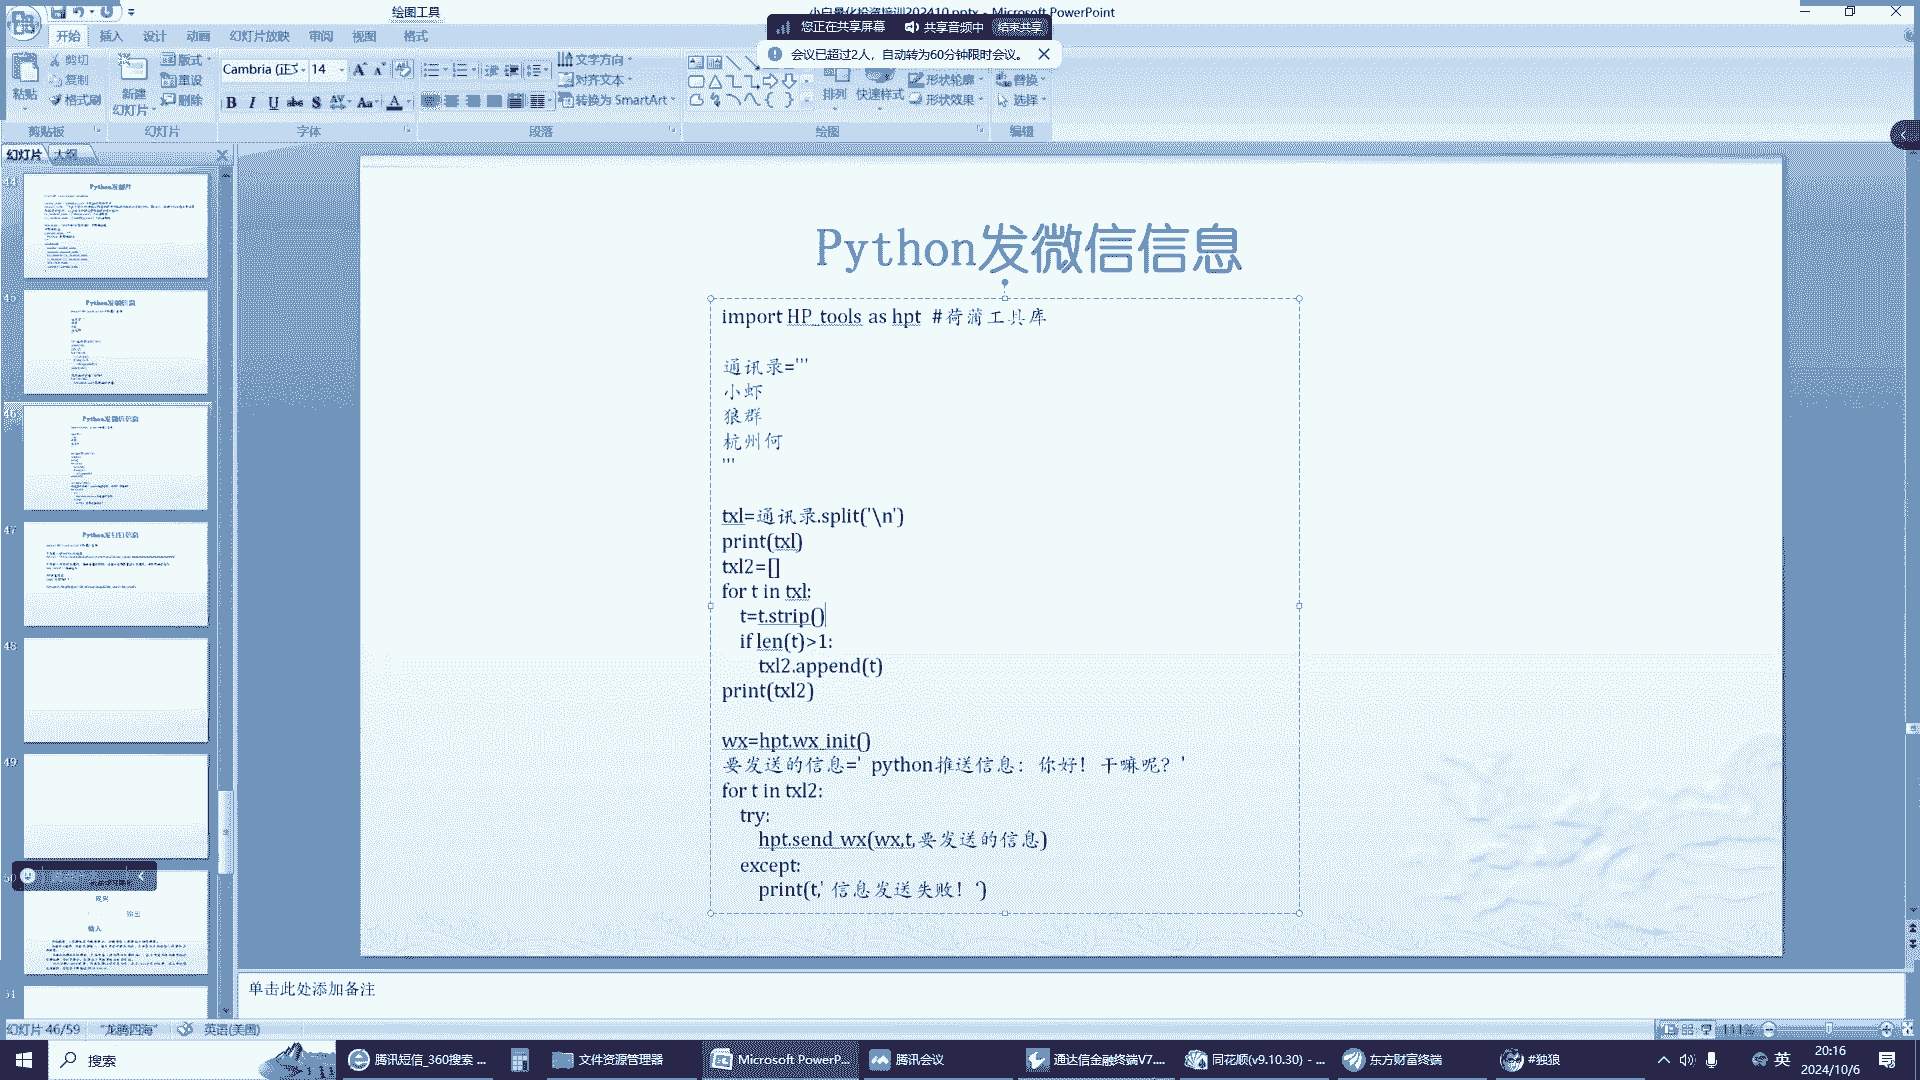 绘图工具
小白量化投资培训202410.pptx - Microsoft PowerPoint
您正在共享屏幕 共享音频中 结束共享
会议已超过2人，自动转为60分钟限时会议。
开始 插入 设计 动画 幻灯片放映 审阅 视图 格式
粘贴 剪切 复制 格式刷
新建 幻灯片 版式 重设 删除
Cambria (正文 14
文字方向
对齐文本
转换为 SmartArt
排列 快速样式 形状轮廓 形状效果
替换 选择
剪贴板 幻灯片 字体 段落 绘图 编辑
幻灯片 大纲
44
45
46
47
48
49
50
51
Python发微信信息
import HP_tools as hpt #荷蒲工具库
通讯录='''
小虾
狼群
杭州何
'''
txl=通讯录.split('\n')
print(txl)
txl2=[]
for t in txl:
t=t.strip()
if len(t)>1:
txl2.append(t)
print(txl2)
wx=hpt.wx_init()
要发送的信息=' python推送信息：你好！干嘛呢？'
for t in txl2:
try:
hpt.send_wx(wx,t,要发送的信息)
except:
print(t,' 信息发送失败！')
单击此处添加备注
幻灯片 46/59 "龙腾四海" 英语(美国) 111%
搜索
腾讯短信_360搜索 ...
文件资源管理器
Microsoft PowerP...
腾讯会议
通达信金融终端V7....
同花顺(v9.10.30) - ...
东方财富终端
#独狼
英
20:16
2024/10/6